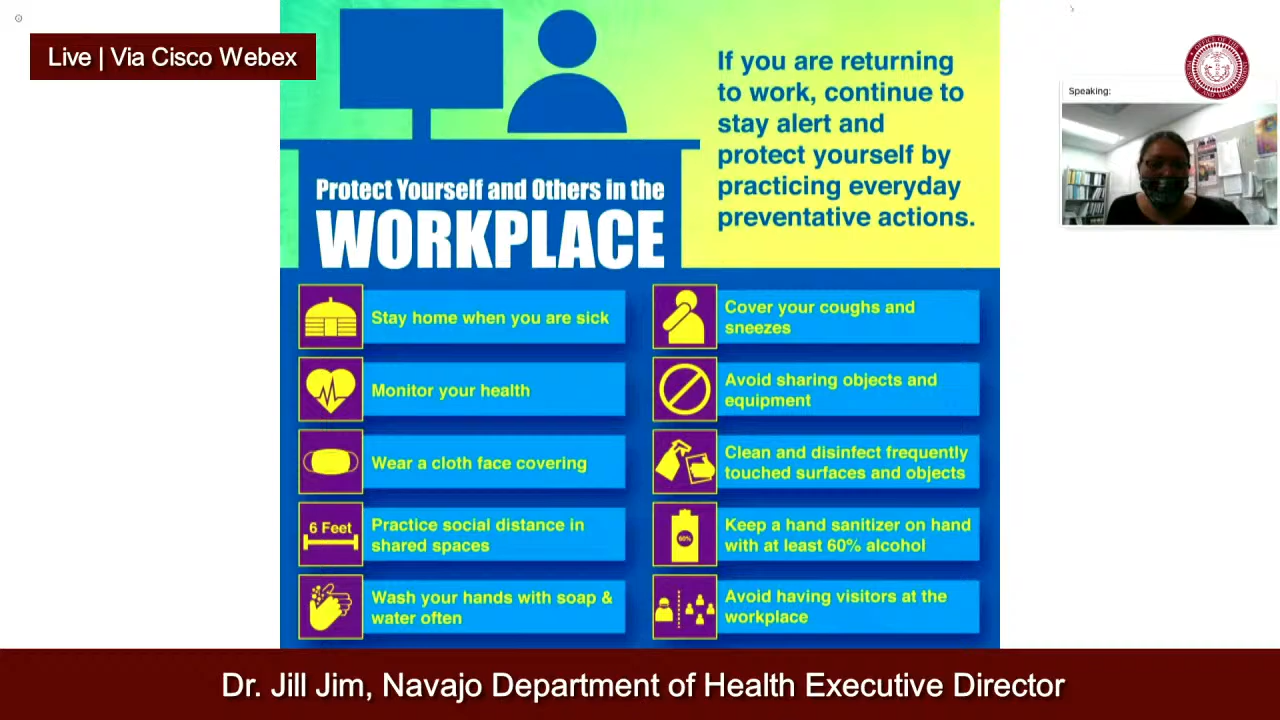 Live | Via Cisco Webex
If you are returning
to work, continue to
stay alert and
protect yourself by
practicing everyday
preventative actions.
Protect Yourself and Others in the
WORKPLACE
Speaking:
Stay home when you are sick
Monitor your health
Wear a cloth face covering
6 Feet
Practice social distance in
shared spaces
Wash your hands with soap &
water often
Cover your coughs and
sneezes
Avoid sharing objects and
equipment
Clean and disinfect frequently
touched surfaces and objects
60%
Keep a hand sanitizer on hand
with at least 60% alcohol
Avoid having visitors at the
workplace
Dr. Jill Jim, Navajo Department of Health Executive Director